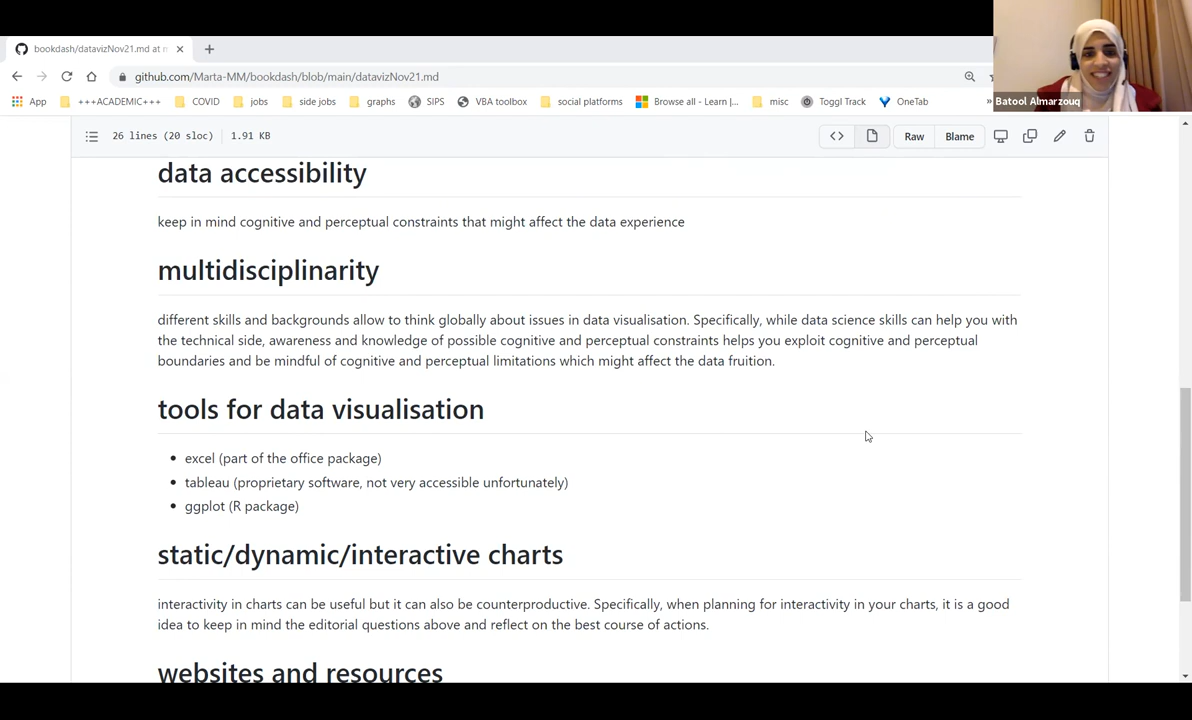 bookdash/datavizNov21.md at m
github.com/Marta-MM/bookdash/blob/main/datavizNov21.md
App +++ACADEMIC+++ COVID jobs side jobs graphs SIPS VBA toolbox social platforms Browse all - Learn |... misc Toggl Track OneTab »
Batool Almarzouq
26 lines (20 sloc) 1.91 KB Raw Blame
data accessibility
keep in mind cognitive and perceptual constraints that might affect the data experience
multidisciplinarity
different skills and backgrounds allow to think globally about issues in data visualisation. Specifically, while data science skills can help you with
the technical side, awareness and knowledge of possible cognitive and perceptual constraints helps you exploit cognitive and perceptual
boundaries and be mindful of cognitive and perceptual limitations which might affect the data fruition.
tools for data visualisation
• excel (part of the office package)
• tableau (proprietary software, not very accessible unfortunately)
• ggplot (R package)
static/dynamic/interactive charts
interactivity in charts can be useful but it can also be counterproductive. Specifically, when planning for interactivity in your charts, it is a good
idea to keep in mind the editorial questions above and reflect on the best course of actions.
websites and resources